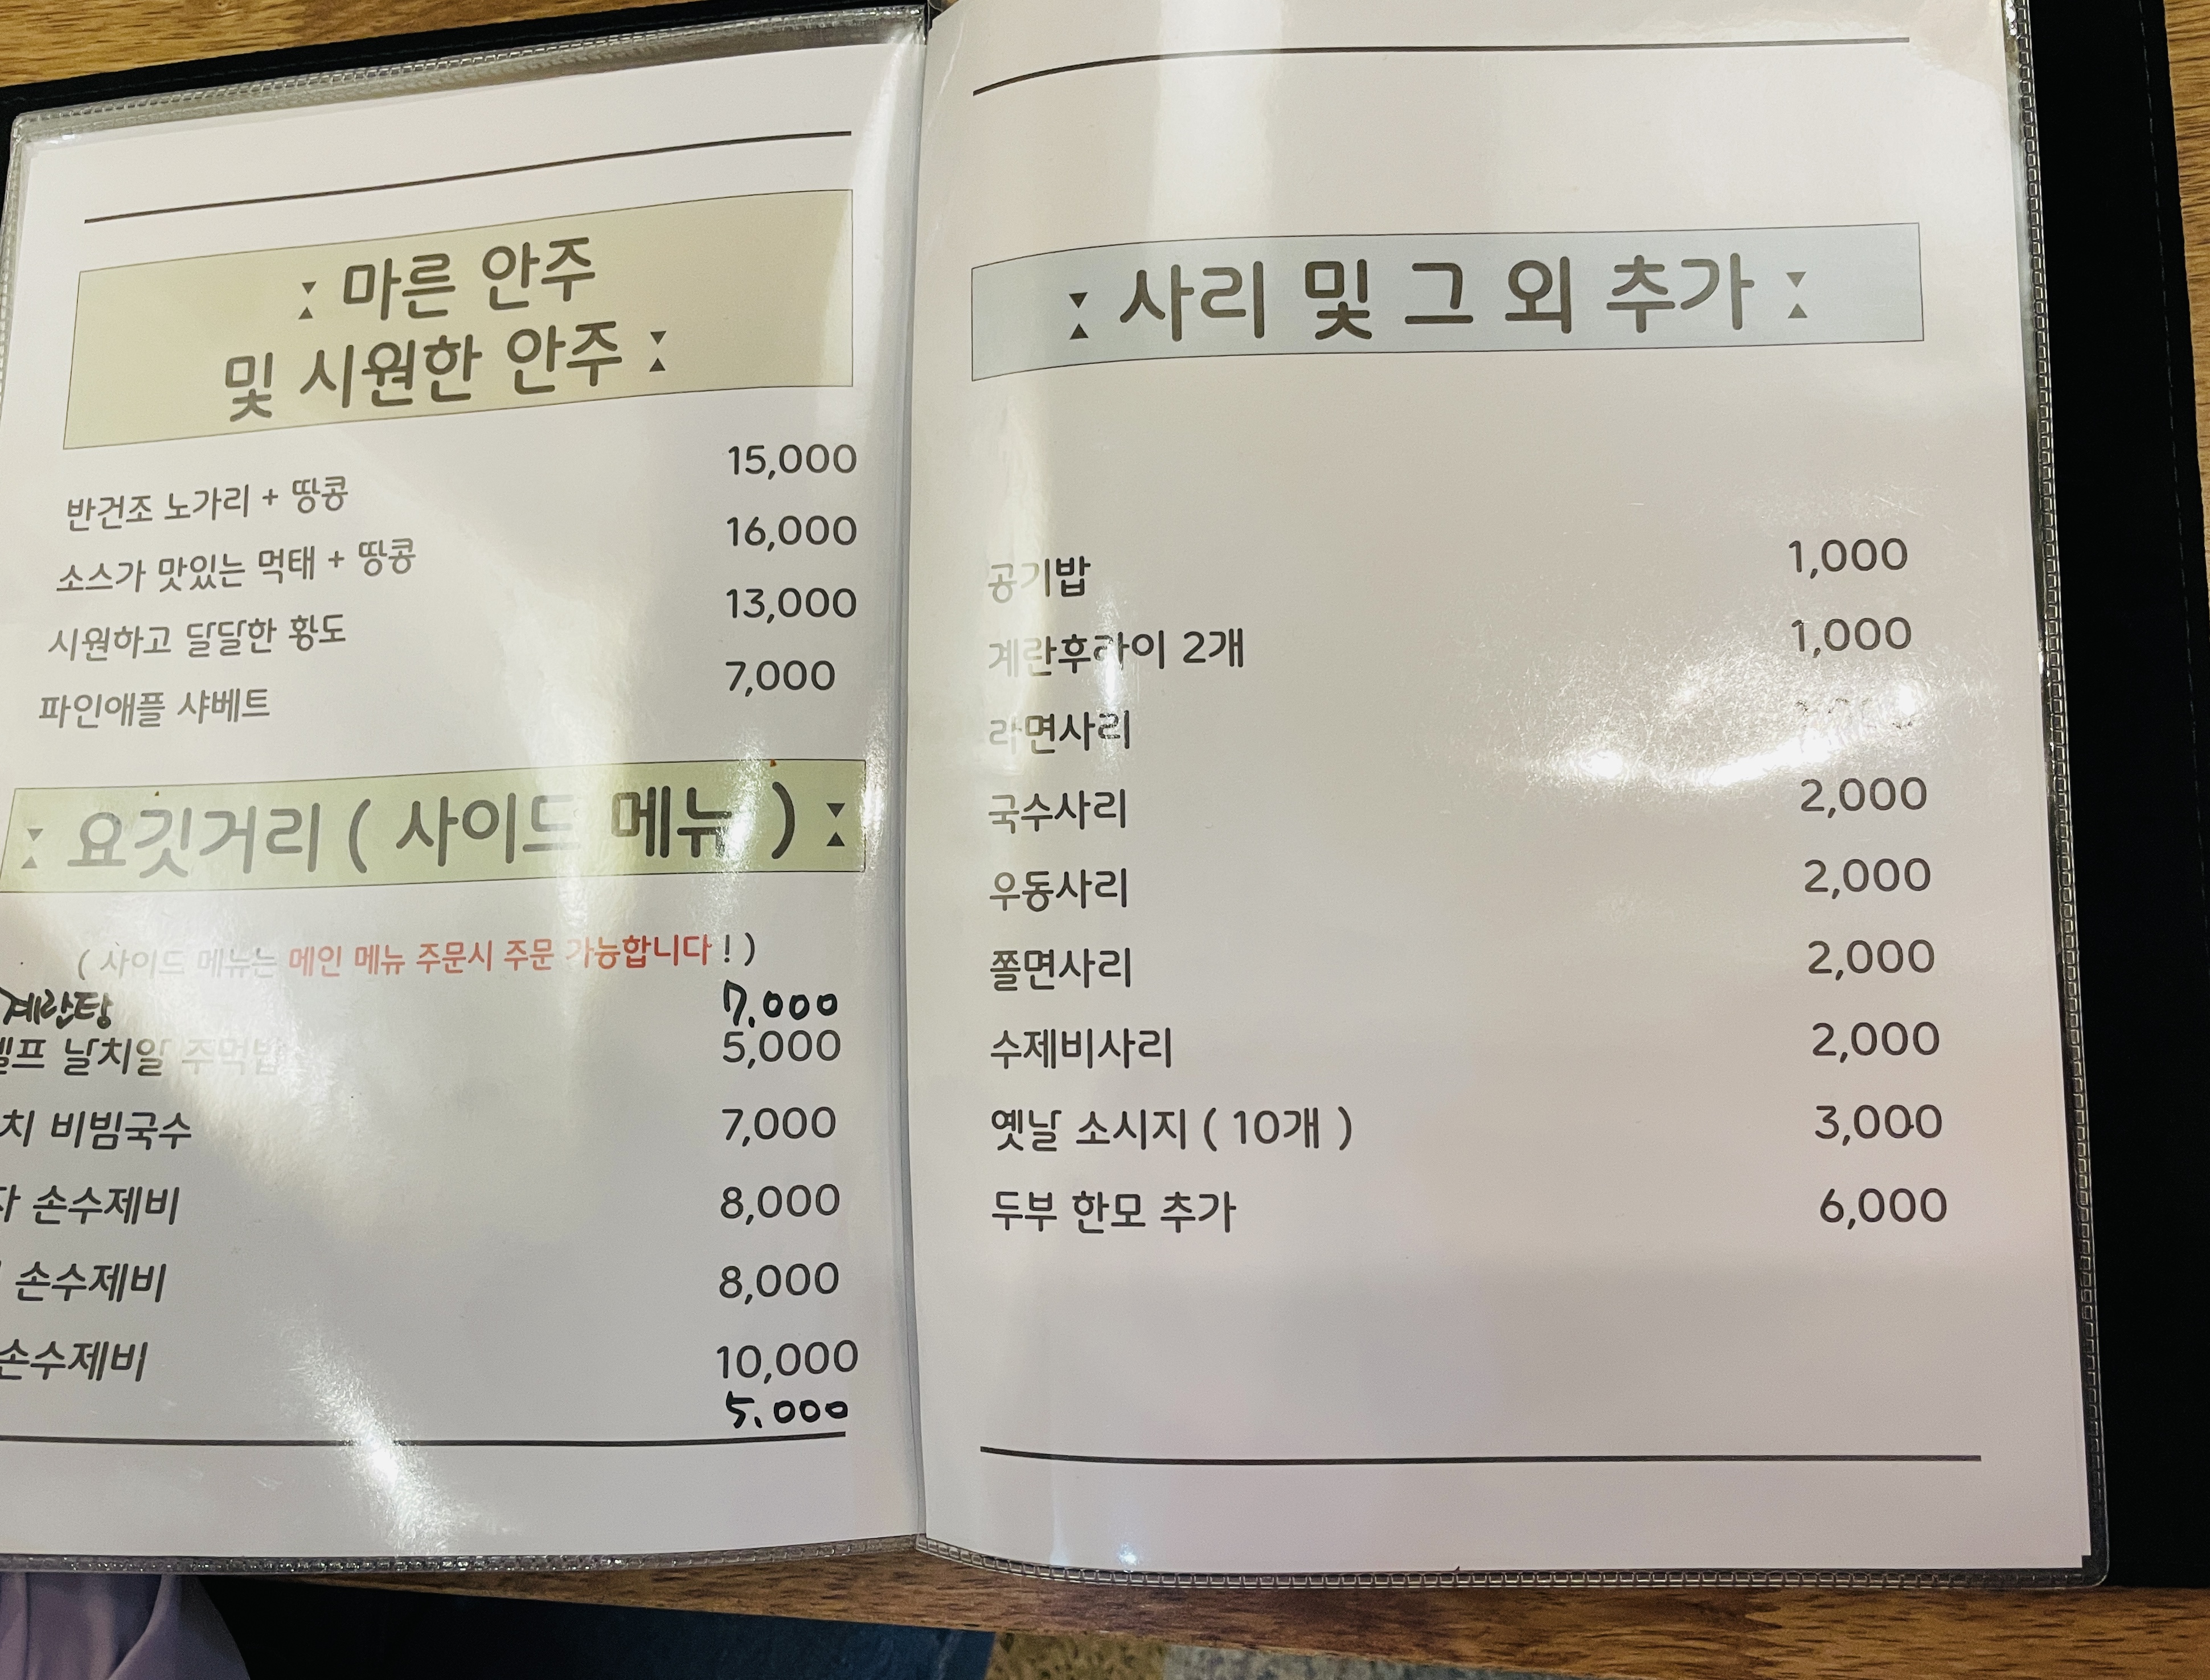 : 마른 안주
및 시원한 안주 :
반건조 노가리 + 땅콩 15,000
소스가 맛있는 먹태 + 땅콩 16,000
시원하고 달달한 황도 13,000
파인애플 샤베트 7,000
: 요깃거리 ( 사이드 메뉴 ) :
( 사이드 메뉴는 메인 메뉴 주문시 주문 가능합니다 ! )
계란탕 7.000
날치알 주먹밥 5,000
비빔국수 7,000
손수제비 8,000
손수제비 8,000
손수제비 10,000
5.000
: 사리 및 그 외 추가 :
공기밥 1,000
계란후라이 2개 1,000
라면사리
국수사리 2,000
우동사리 2,000
쫄면사리 2,000
수제비사리 2,000
옛날 소시지 ( 10개 ) 3,000
두부 한모 추가 6,000